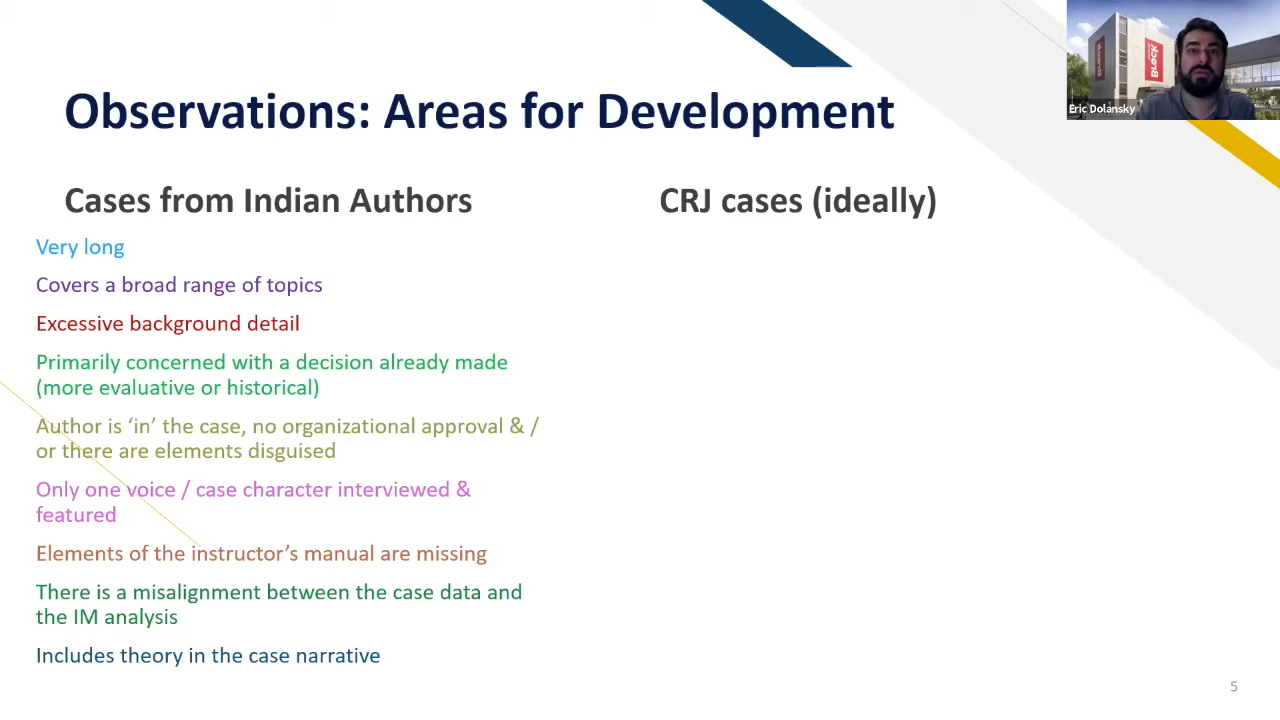 Observations: Areas for Development
Eric Dolansky
BROCK
Cases from Indian Authors
CRJ cases (ideally)
Very long
Covers a broad range of topics
Excessive background detail
Primarily concerned with a decision already made
(more evaluative or historical)
Author is ‘in’ the case, no organizational approval & /
or there are elements disguised
Only one voice / case character interviewed &
featured
Elements of the instructor’s manual are missing
There is a misalignment between the case data and
the IM analysis
Includes theory in the case narrative
5